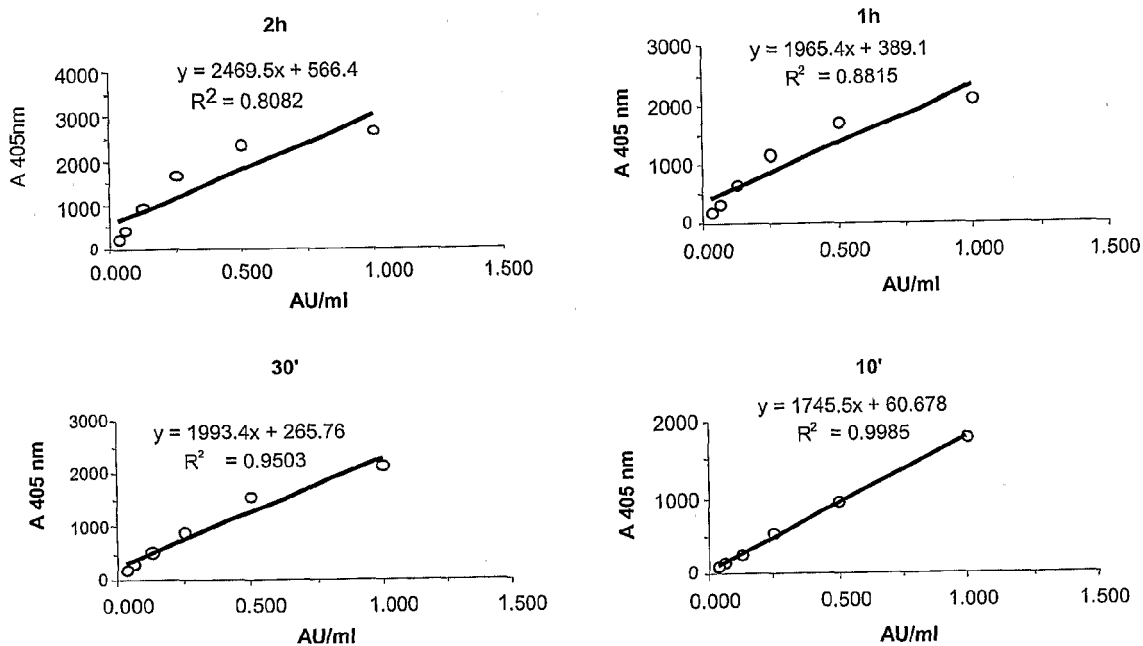 2h
y = 2469.5x + 566.4
R2 = 0.8082
A 405nm
4000
3000
2000
1000
0
0.000
0.500
1.000
1.500
AU/ml
1h
y = 1965.4x + 389.1
R² = 0.8815
A 405 nm
3000
2000
1000
0
0.000
0.500
1.000
1.500
AU/ml
30'
y = 1993.4x + 265.76
R² = 0.9503
A 405 nm
3000
2000
1000
0
0.000
0.500
1.000
1.500
AU/ml
10'
y = 1745.5x + 60.678
R² = 0.9985
A 405 nm
2000
1000
0
0.000
0.500
1.000
1.500
AU/ml